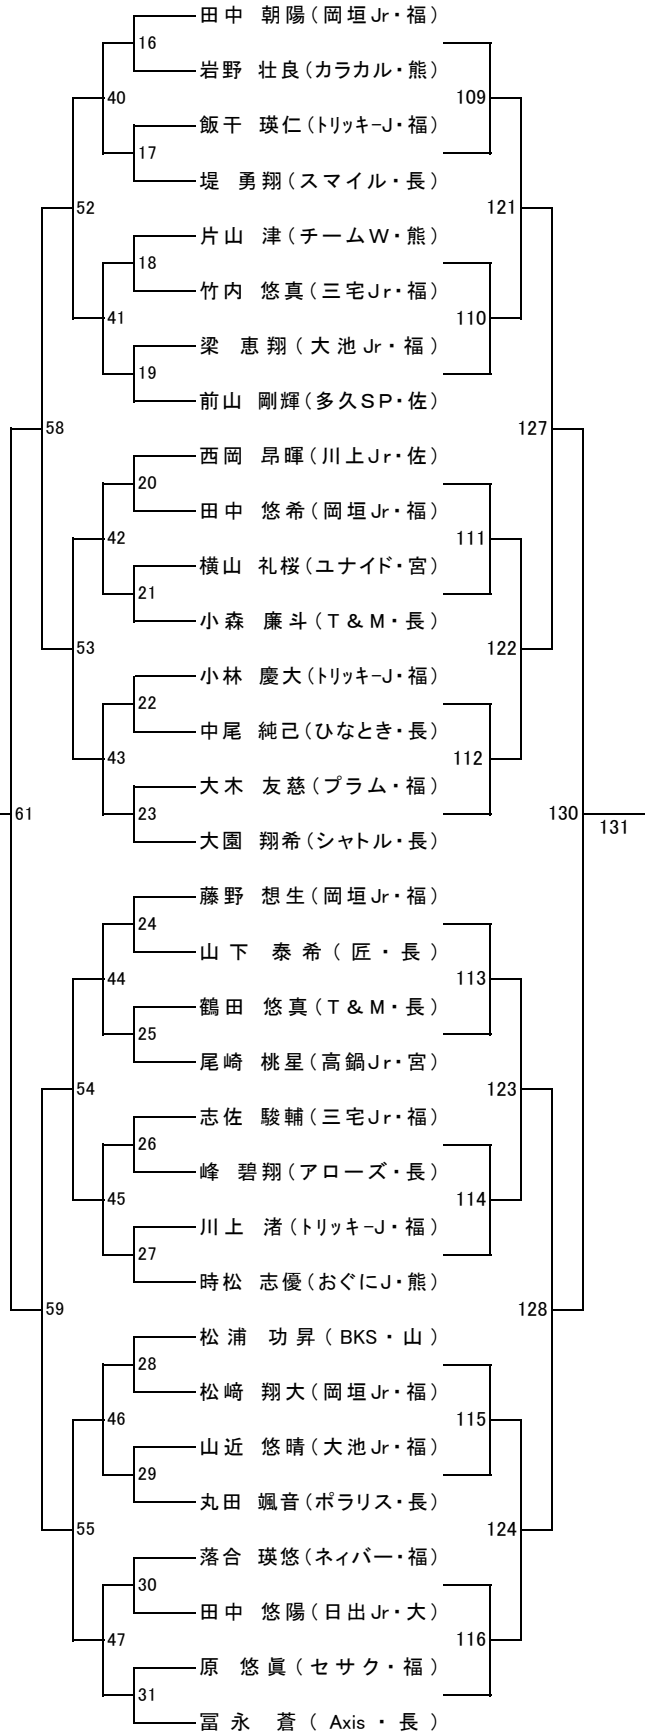 田中 朝陽(岡垣Jr・福)
16
岩野 壮良(カラカル・熊)
40 109
飯干 瑛仁(トリッキーJ・福)
17
堤 勇翔(スマイル・長)
52 121
片山 津(チームW・熊)
18
竹内 悠真(三宅Jr・福)
41 110
梁 恵翔(大池Jr・福)
19
前山 剛輝(多久SP・佐)
58 127
西岡 昂暉(川上Jr・佐)
20
田中 悠希(岡垣Jr・福)
42 111
横山 礼桜(ユナイド・宮)
21
小森 廉斗(T&M・長)
53 122
小林 慶大(トリッキーJ・福)
22
中尾 純己(ひなとき・長)
43 112
大木 友慈(プラム・福)
23
61 130 131
大園 翔希(シャトル・長)
藤野 想生(岡垣Jr・福)
24
山下 泰希(匠・長)
44 113
鶴田 悠真(T&M・長)
25
尾崎 桃星(高鍋Jr・宮)
54 123
志佐 駿輔(三宅Jr・福)
26
峰 碧翔(アローズ・長)
45 114
川上 渚(トリッキーJ・福)
27
時松 志優(おぐにJ・熊)
59 128
松浦 功昇(BKS・山)
28
松﨑 翔大(岡垣Jr・福)
46 115
山近 悠晴(大池Jr・福)
29
丸田 颯音(ポラリス・長)
55 124
落合 瑛悠(ネィバー・福)
30
田中 悠陽(日出Jr・大)
47 116
原 悠眞(セサク・福)
31
冨永 蒼(Axis・長)